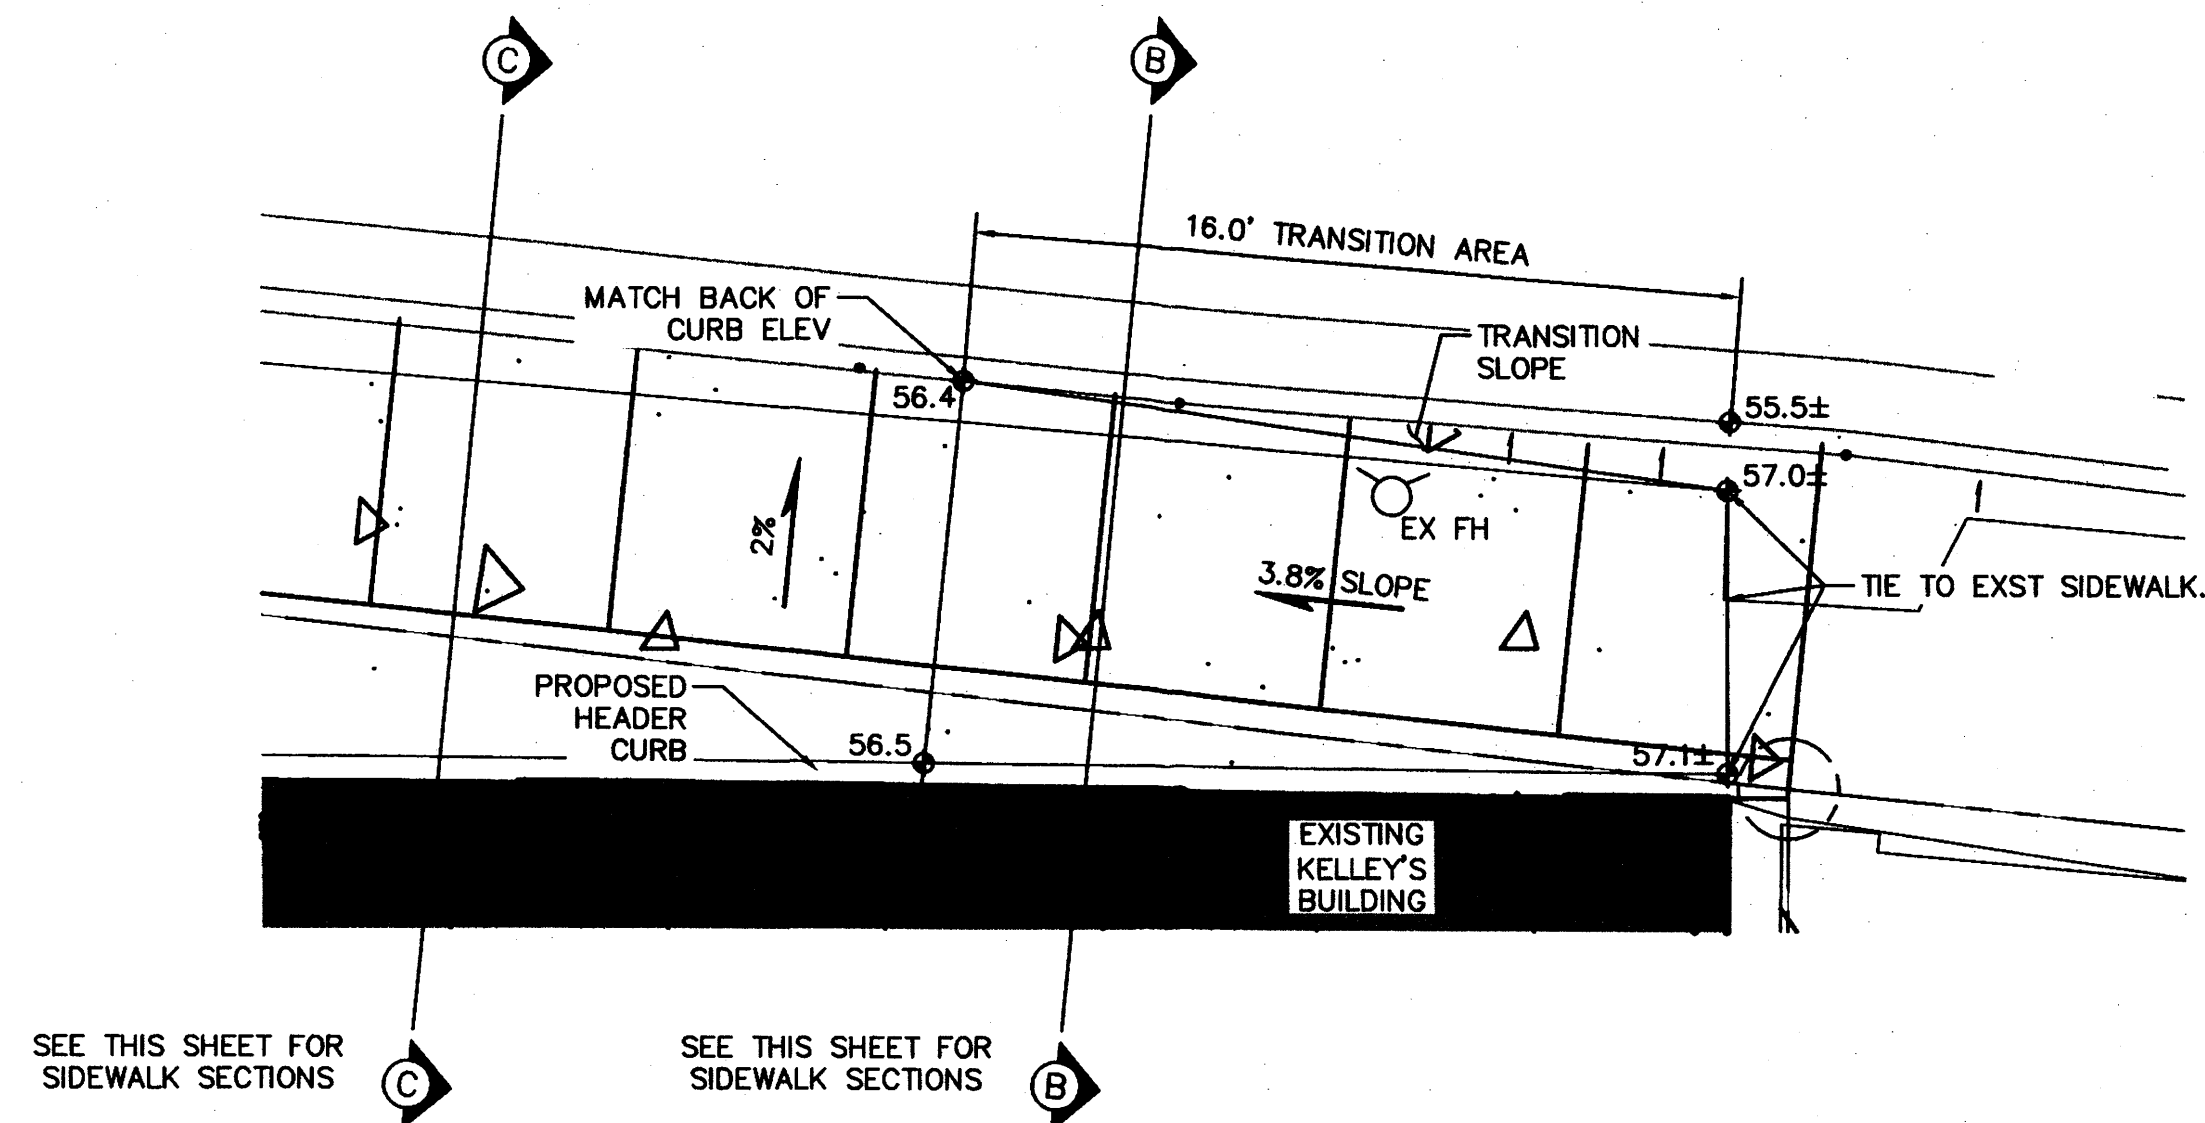 C
B
16.0' TRANSITION AREA
MATCH BACK OF
CURB ELEV
TRANSITION
SLOPE
56.4
55.5±
57.0±
2%
EX FH
3.8% SLOPE
TIE TO EXST SIDEWALK.
PROPOSED
HEADER
CURB
56.5
57.1±
EXISTING
KELLEY'S
BUILDING
SEE THIS SHEET FOR
SIDEWALK SECTIONS
C
SEE THIS SHEET FOR
SIDEWALK SECTIONS
B